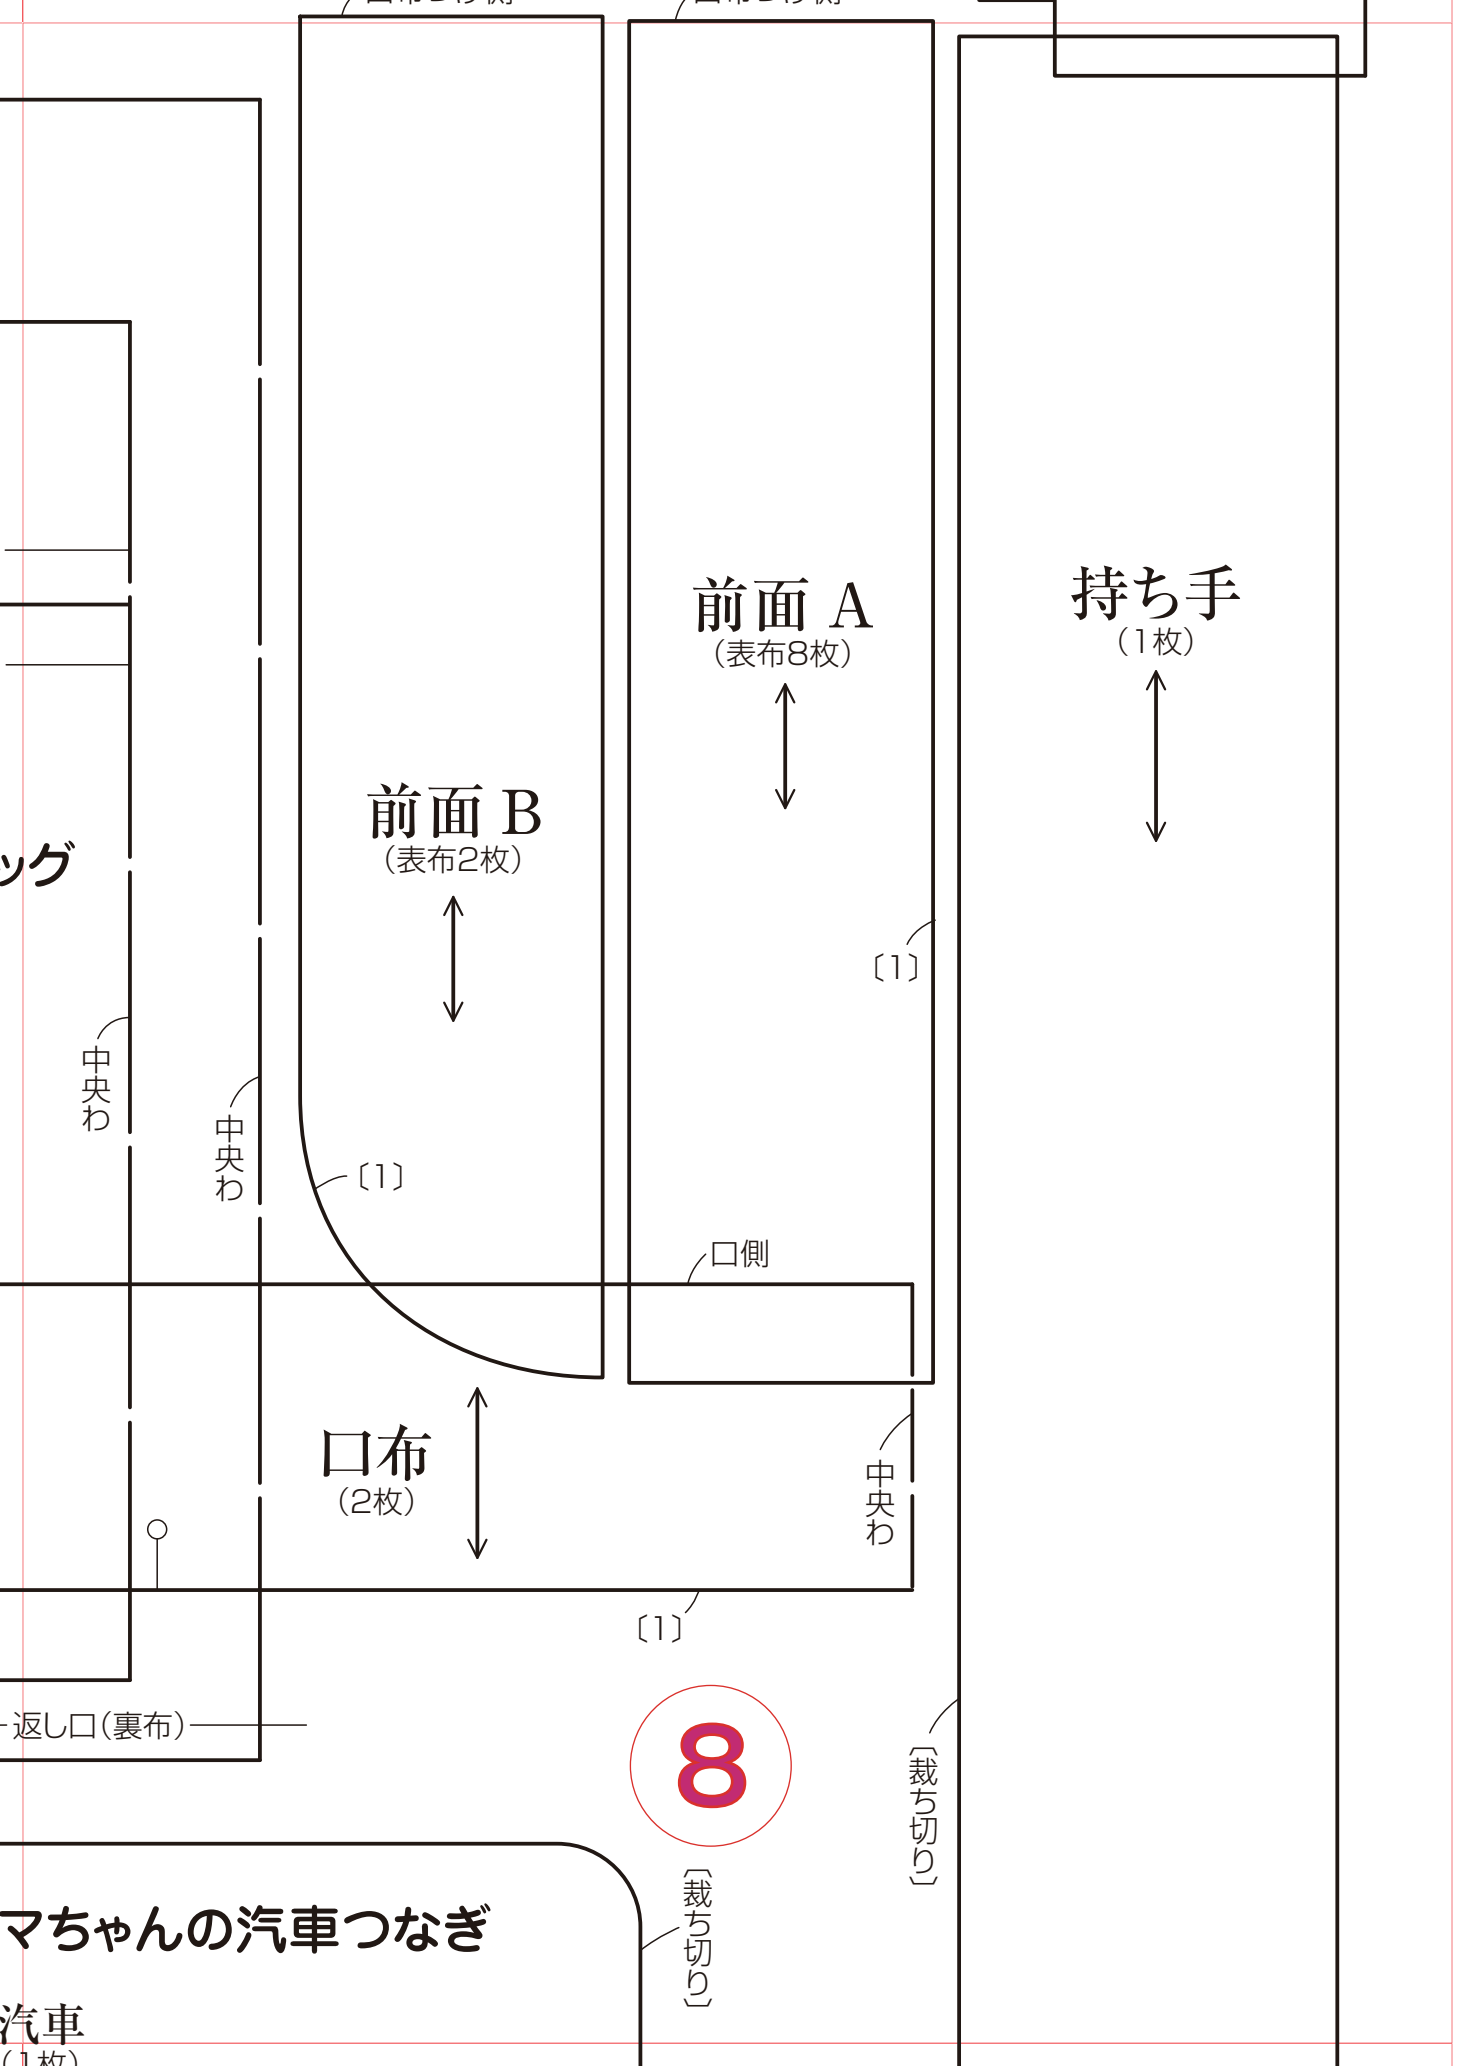 持ち手
(1枚)
前面 A
(表布8枚)
前面 B
(表布2枚)
ッグ
〔1〕
中央わ
中央わ
〔1〕
口側
口布
(2枚)
中央わ
〔1〕
返し口(裏布)
8
〔裁ち切り〕
〔裁ち切り〕
マちゃんの汽車つなぎ
汽車
(1枚)